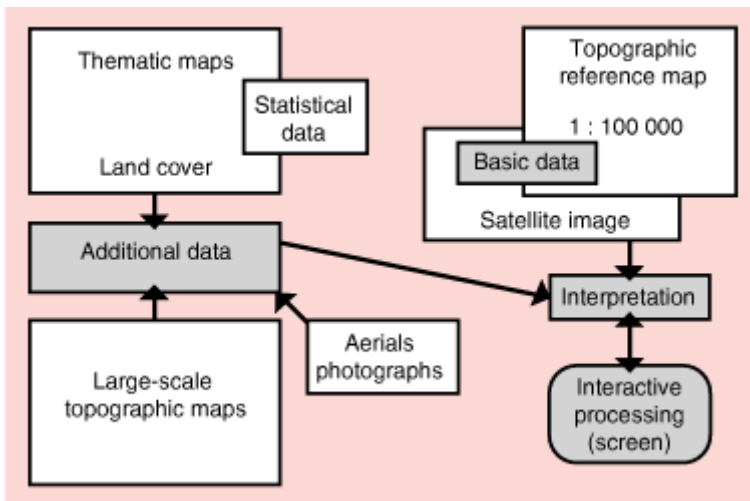 Thematic maps
Statistical
data
Land cover
Additional data
Large-scale
topographic maps
Aerials
photographs
Topographic
reference map
1 : 100 000
Basic data
Satellite image
Interpretation
Interactive
processing
(screen)